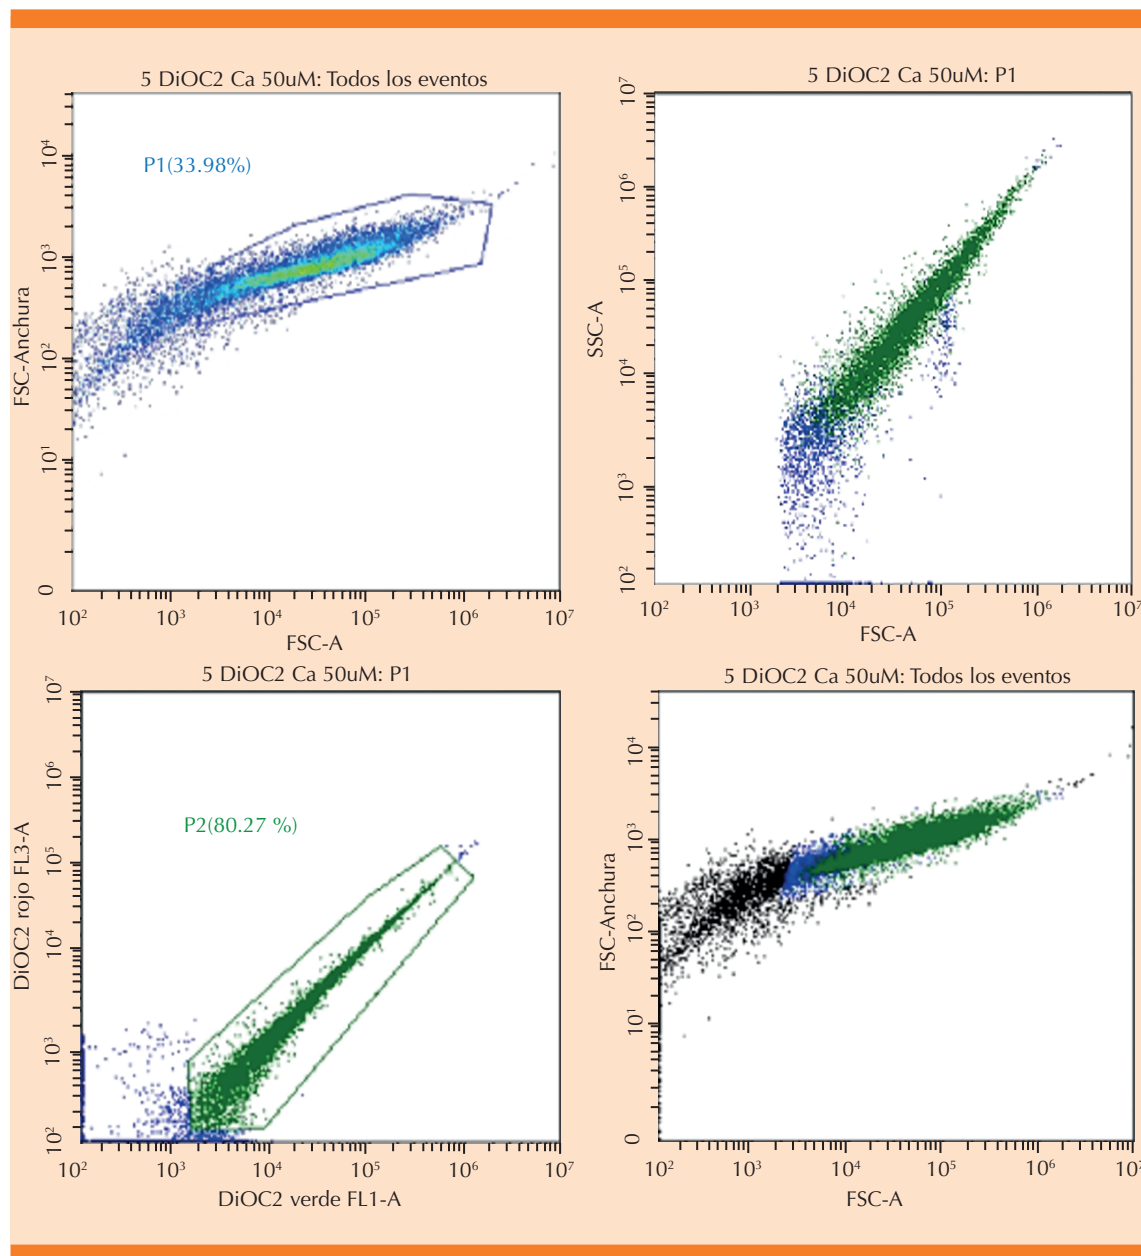 5 DiOC2 Ca 50uM: Todos los eventos
P1(33.98%)
FSC-Anchura
10⁴
10³
10²
10¹
0
10² 10³ 10⁴ 10⁵ 10⁶ 10⁷
FSC-A
5 DiOC2 Ca 50uM: P1
SSC-A
10⁷
10⁶
10⁵
10⁴
10³
10²
10² 10³ 10⁴ 10⁵ 10⁶ 10⁷
FSC-A
5 DiOC2 Ca 50uM: P1
P2(80.27 %)
DiOC2 rojo FL3-A
10⁷
10⁶
10⁵
10⁴
10³
10²
10² 10³ 10⁴ 10⁵ 10⁶ 10⁷
DiOC2 verde FL1-A
5 DiOC2 Ca 50uM: Todos los eventos
FSC-Anchura
10⁴
10³
10²
10¹
0
10² 10³ 10⁴ 10⁵ 10⁶ 10⁷
FSC-A